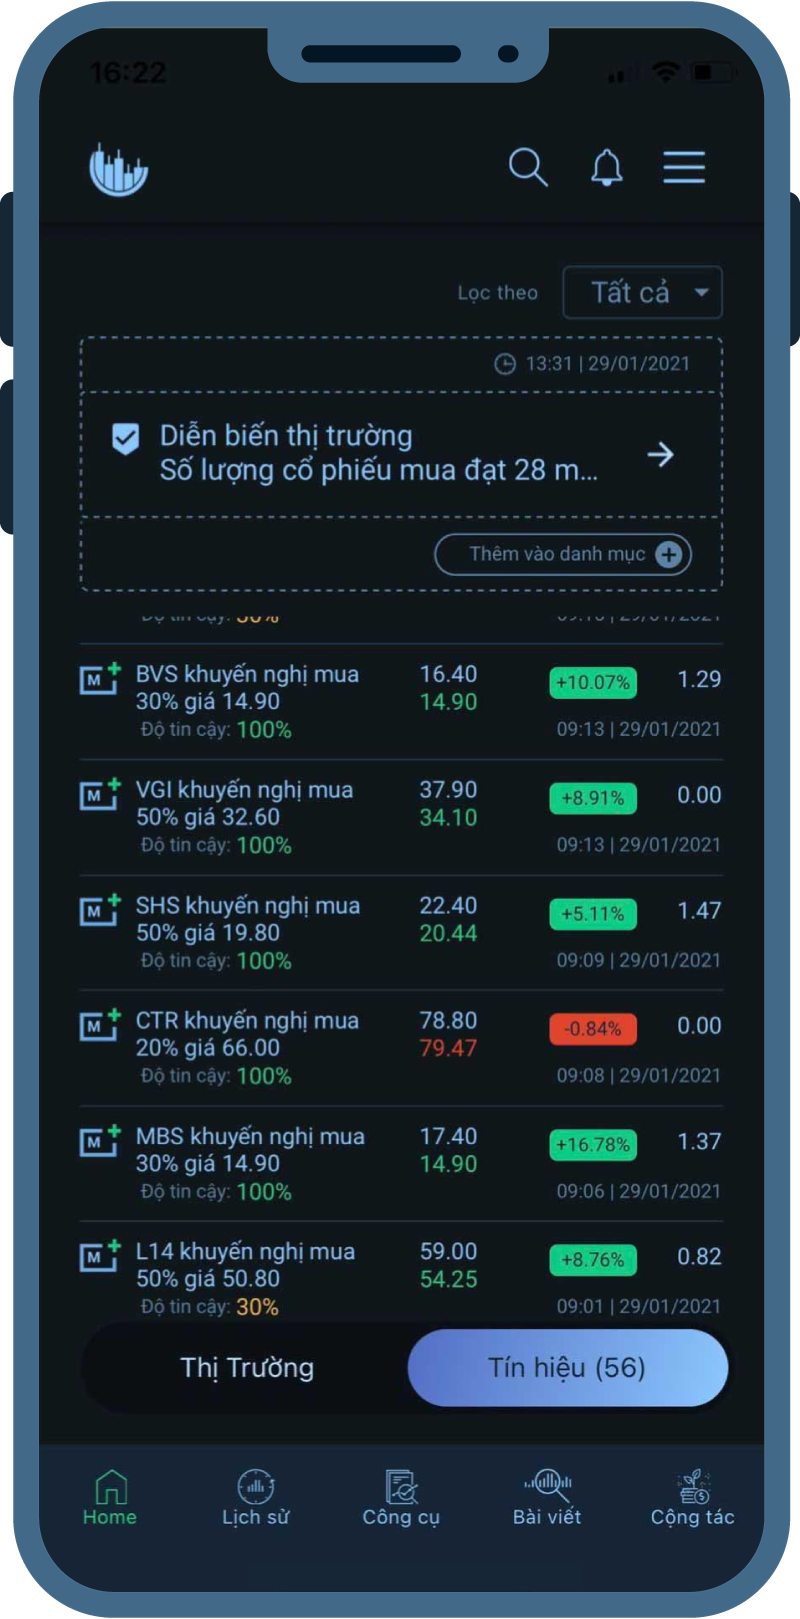 16:22
Lọc theo
Tất cả
13:31 | 29/01/2021
Diễn biến thị trường
Số lượng cổ phiếu mua đạt 28 m...
Thêm vào danh mục
Độ tin cậy: 30%
M BVS khuyến nghị mua 16.40 +10.07% 1.29
30% giá 14.90 14.90
Độ tin cậy: 100% 09:13 | 29/01/2021
M VGI khuyến nghị mua 37.90 +8.91% 0.00
50% giá 32.60 34.10
Độ tin cậy: 100% 09:13 | 29/01/2021
M SHS khuyến nghị mua 22.40 +5.11% 1.47
50% giá 19.80 20.44
Độ tin cậy: 100% 09:09 | 29/01/2021
M CTR khuyến nghị mua 78.80 -0.84% 0.00
20% giá 66.00 79.47
Độ tin cậy: 100% 09:08 | 29/01/2021
M MBS khuyến nghị mua 17.40 +16.78% 1.37
30% giá 14.90 14.90
Độ tin cậy: 100% 09:06 | 29/01/2021
M L14 khuyến nghị mua 59.00 +8.76% 0.82
50% giá 50.80 54.25
Độ tin cậy: 30% 09:01 | 29/01/2021
Thị Trường
Tín hiệu (56)
Home
Lịch sử
Công cụ
Bài viết
Cộng tác